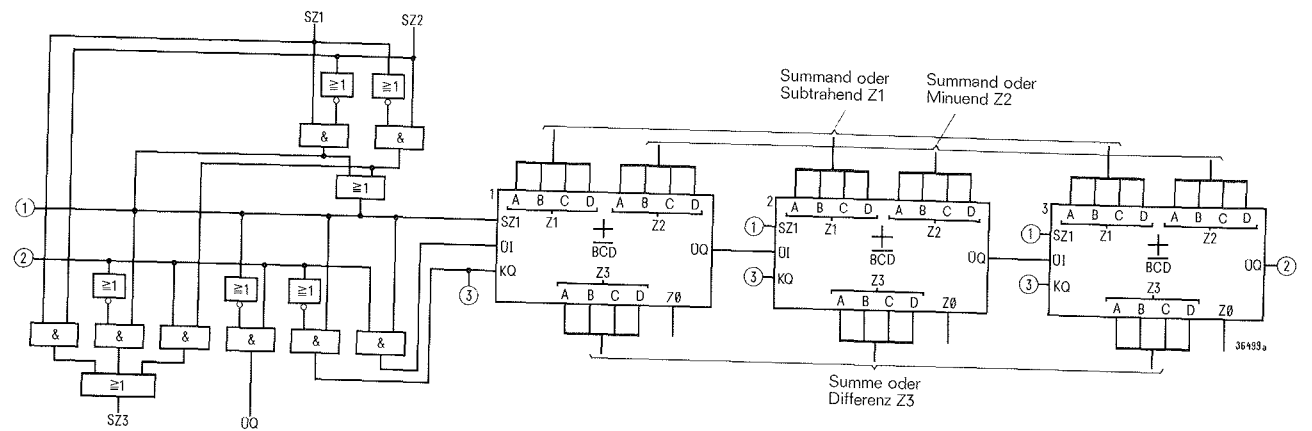 SZ1 SZ2
Summand oder
Subtrahend Z1
Summand oder
Minuend Z2
≧1 ≧1
& &
≧1
1 A B C D A B C D
2 A B C D A B C D
3 A B C D A B C D
①
SZ1 Z1 Z2
① SZ1 Z1 Z2
① SZ1 Z1 Z2
+
BCD
+
BCD
+
BCD
ÜI ÜQ
ÜI ÜQ
ÜI ÜQ ②
②
KQ
③
③ KQ
③ KQ
Z3
A B C D Z0
Z3
A B C D Z0
Z3
A B C D Z0
≧1 ≧1 ≧1
& & & & & &
≧1
SZ3 ÜQ
36499a
Summe oder
Differenz Z3